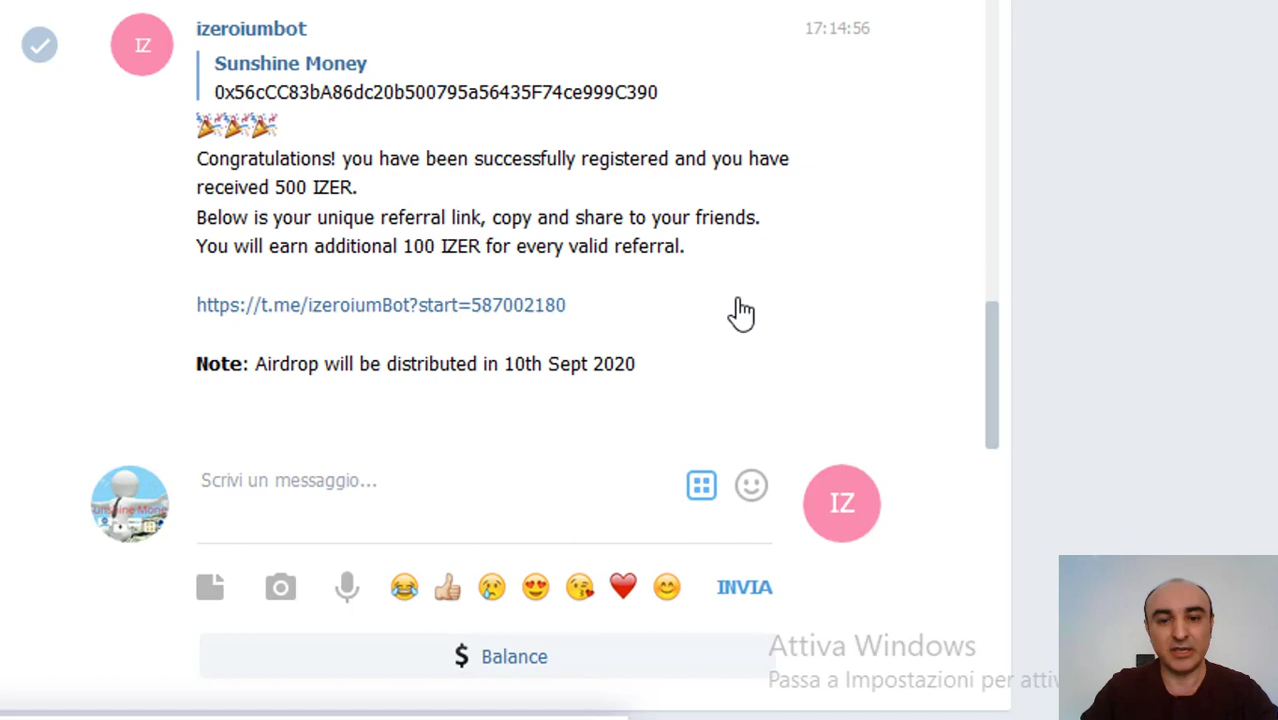 izeroiumbot
17:14:56
IZ
Sunshine Money
0x56cCC83bA86dc20b500795a56435F74ce999C390
Congratulations! you have been successfully registered and you have
received 500 IZER.
Below is your unique referral link, copy and share to your friends.
You will earn additional 100 IZER for every valid referral.
https://t.me/izeroiumBot?start=587002180
Note: Airdrop will be distributed in 10th Sept 2020
Scrivi un messaggio...
IZ
INVIA
$ Balance
Attiva Windows
Passa a Impostazioni per